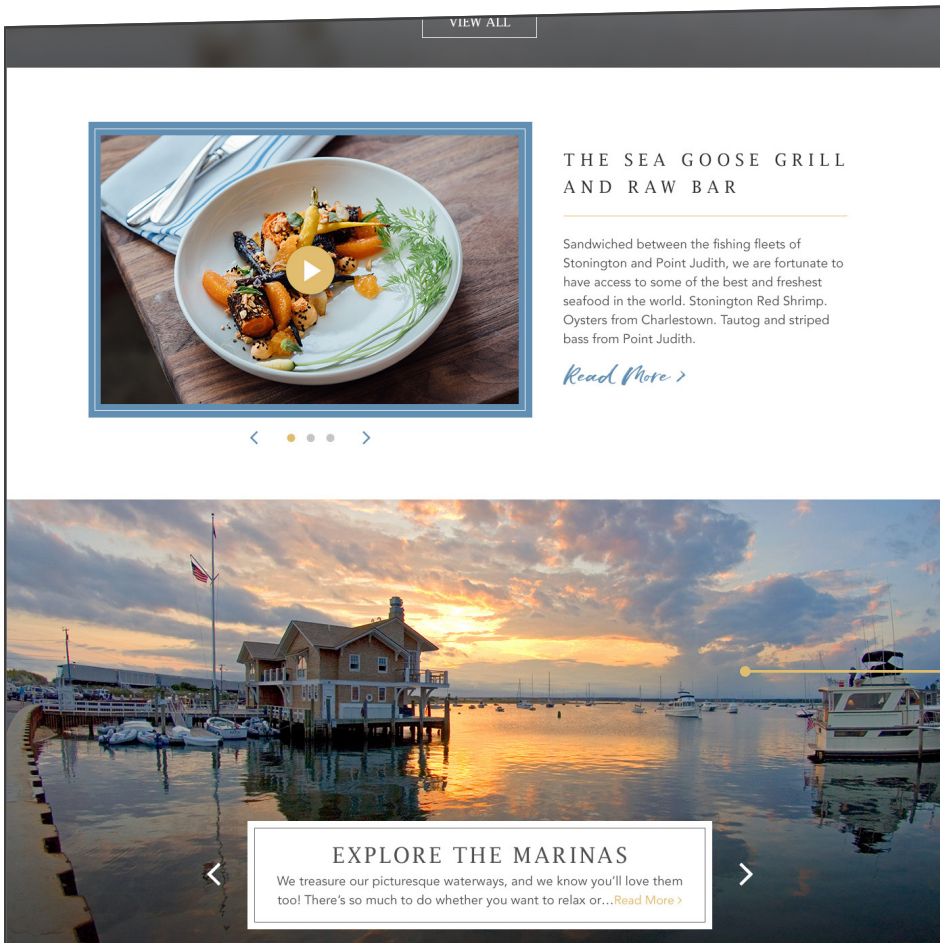 VIEW ALL
THE SEA GOOSE GRILL
AND RAW BAR
Sandwiched between the fishing fleets of
Stonington and Point Judith, we are fortunate to
have access to some of the best and freshest
seafood in the world. Stonington Red Shrimp.
Oysters from Charlestown. Tautog and striped
bass from Point Judith.
Read More >
EXPLORE THE MARINAS
We treasure our picturesque waterways, and we know you'll love them
too! There's so much to do whether you want to relax or...Read More >